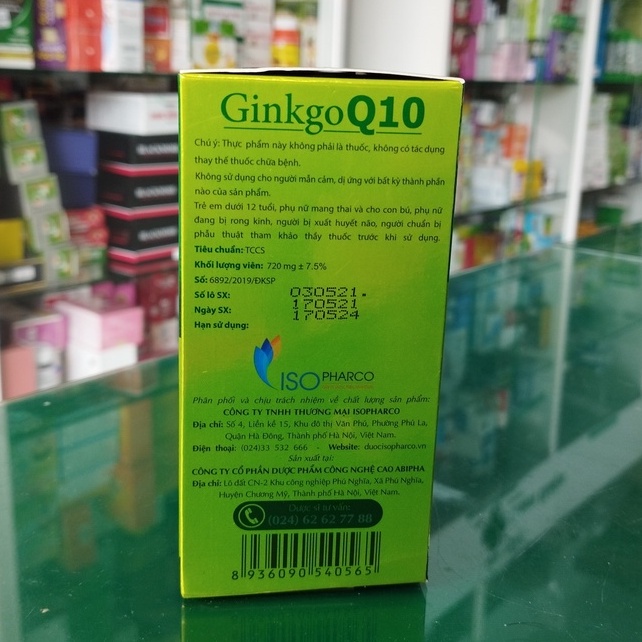 GinkgoQ10
Chú ý: Thực phẩm này không phải là thuốc, không có tác dụng
thay thế thuốc chữa bệnh.
Không sử dụng cho người mẫn cảm, dị ứng với bất kỳ thành phần
nào của sản phẩm.
Trẻ em dưới 12 tuổi, phụ nữ mang thai và cho con bú, phụ nữ
đang bị rong kinh, người bị xuất huyết não, người chuẩn bị
phẫu thuật tham khảo thầy thuốc trước khi sử dụng.
Tiêu chuẩn: TCCS
Khối lượng viên: 720 mg ± 7.5%
Số: 6892/2019/ĐKSP
Số lô SX: 030521.
Ngày SX: 170521
Hạn sử dụng: 170524
ISOPHARCO
Phân phối và chịu trách nhiệm về chất lượng sản phẩm:
CÔNG TY TNHH THƯƠNG MẠI ISOPHARCO
Địa chỉ: Số 4, Liền kề 15, Khu đô thị Văn Phú, Phường Phú La,
Quận Hà Đông, Thành phố Hà Nội, Việt Nam.
Điện thoại: (024)33 532 666 - Website: duocisopharco.vn
Sản xuất tại:
CÔNG TY CỔ PHẦN DƯỢC PHẨM CÔNG NGHỆ CAO ABIPHA
Địa chỉ: Lô đất CN-2 Khu công nghiệp Phú Nghĩa, Xã Phú Nghĩa,
Huyện Chương Mỹ, Thành phố Hà Nội, Việt Nam.
Dược sĩ tư vấn:
(024) 62 62 77 88
8 936090 540565